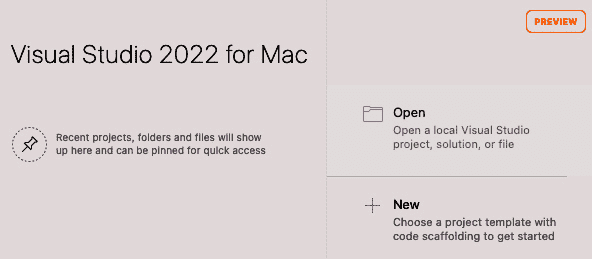 PREVIEW
Visual Studio 2022 for Mac
Recent projects, folders and files will show
up here and can be pinned for quick access
Open
Open a local Visual Studio
project, solution, or file
New
Choose a project template with
code scaffolding to get started